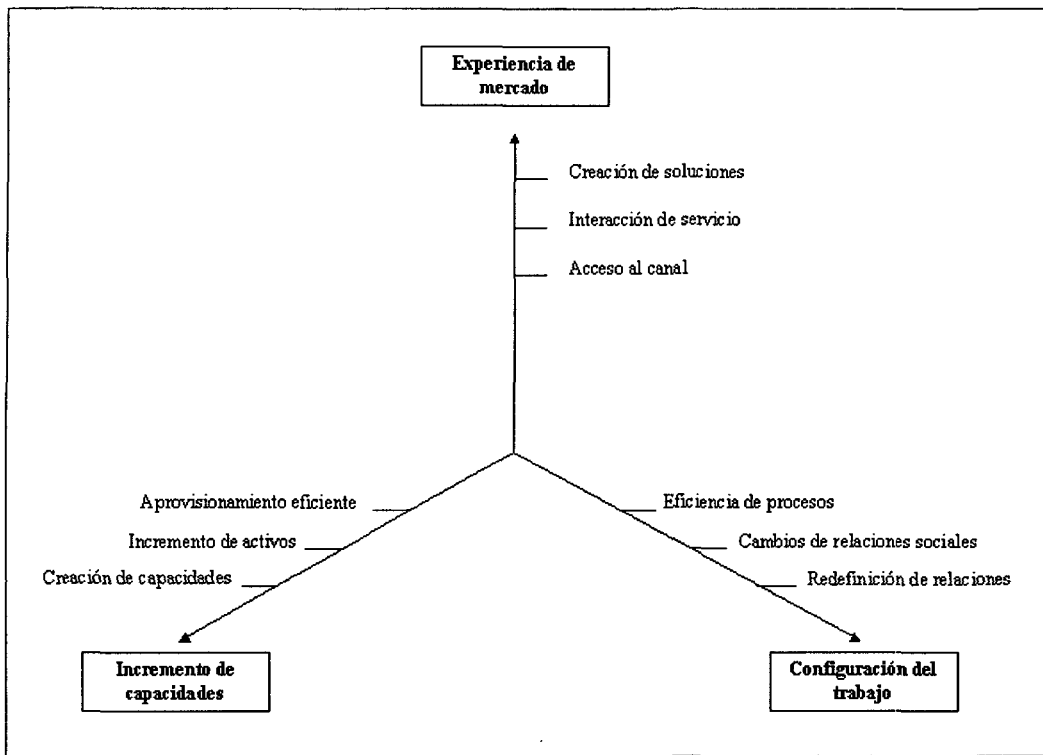 Experiencia de
mercado
Creación de soluciones
Interacción de servicio
Acceso al canal
Aprovisionamiento eficiente
Incremento de activos
Creación de capacidades
Eficiencia de procesos
Cambios de relaciones sociales
Redefinición de relaciones
Incremento de
capacidades
Configuración del
trabajo